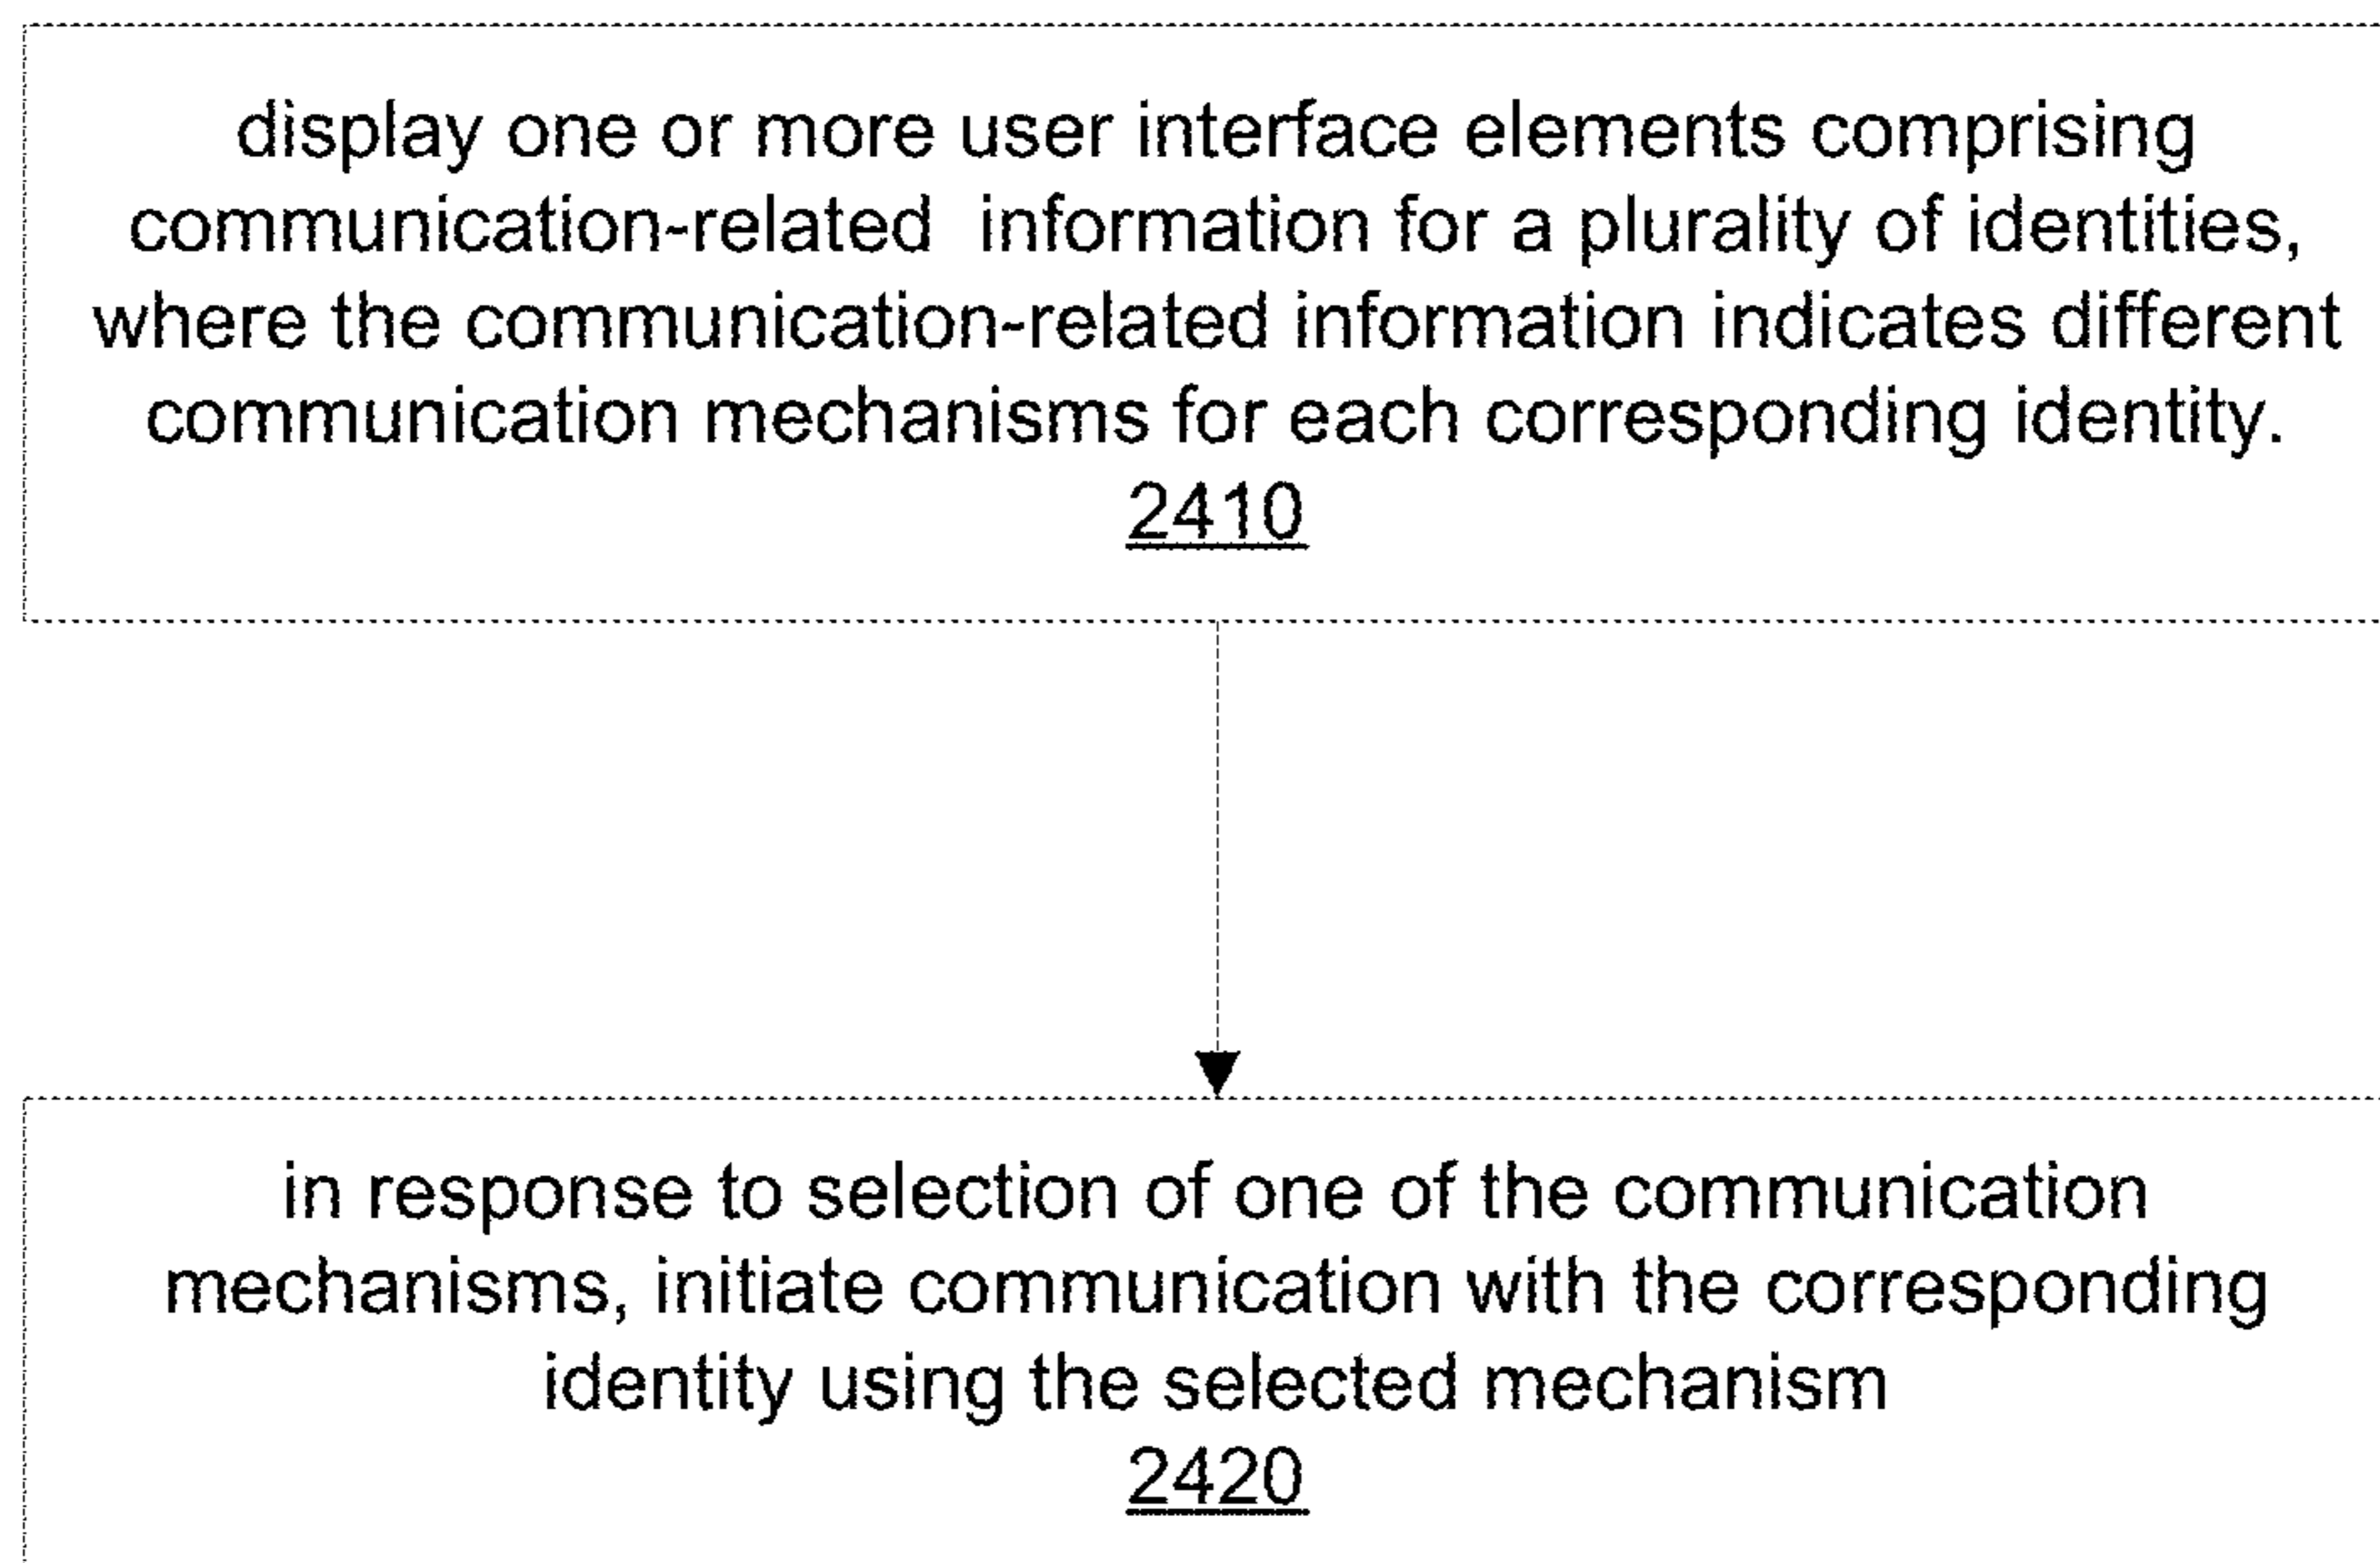 display one or more user interface elements comprising
communication-related information for a plurality of identities,
where the communication-related information indicates different
communication mechanisms for each corresponding identity.
2410
in response to selection of one of the communication
mechanisms, initiate communication with the corresponding
identity using the selected mechanism
2420